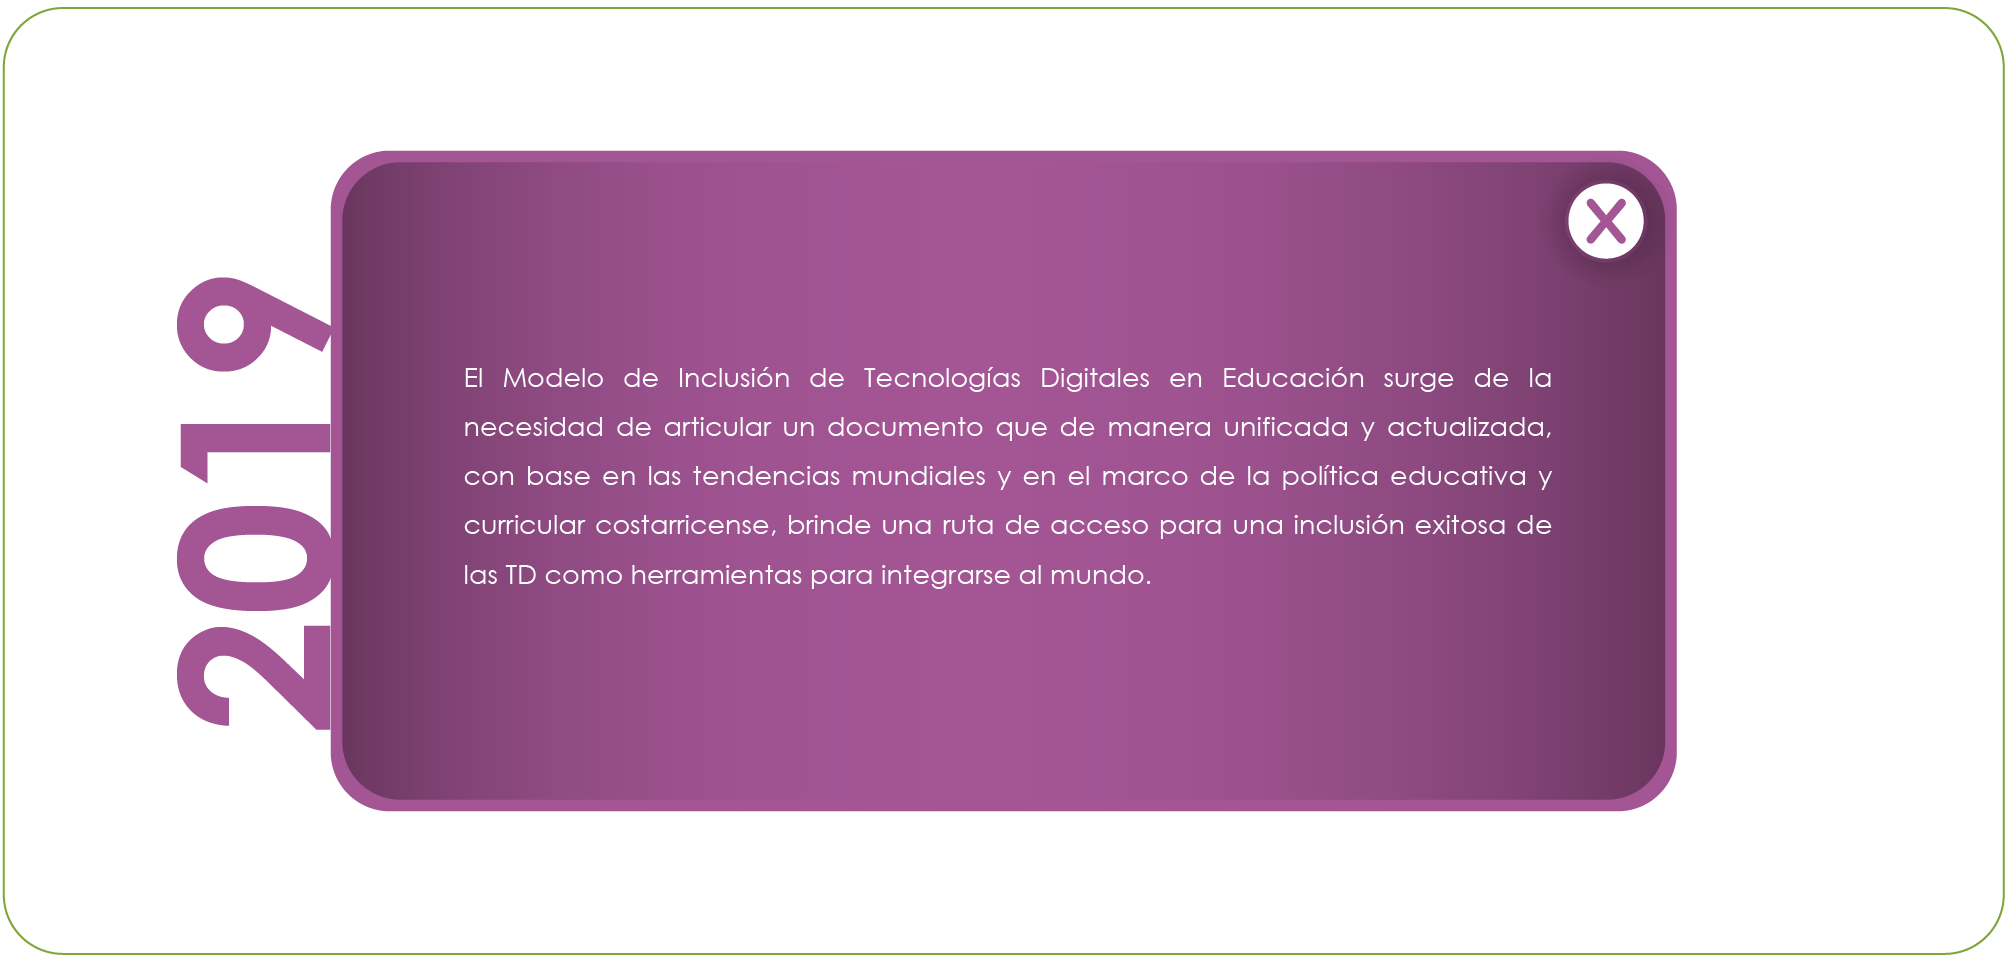 2019
X
El Modelo de Inclusión de Tecnologías Digitales en Educación surge de la
necesidad de articular un documento que de manera unificada y actualizada,
con base en las tendencias mundiales y en el marco de la política educativa y
curricular costarricense, brinde una ruta de acceso para una inclusión exitosa de
las TD como herramientas para integrarse al mundo.